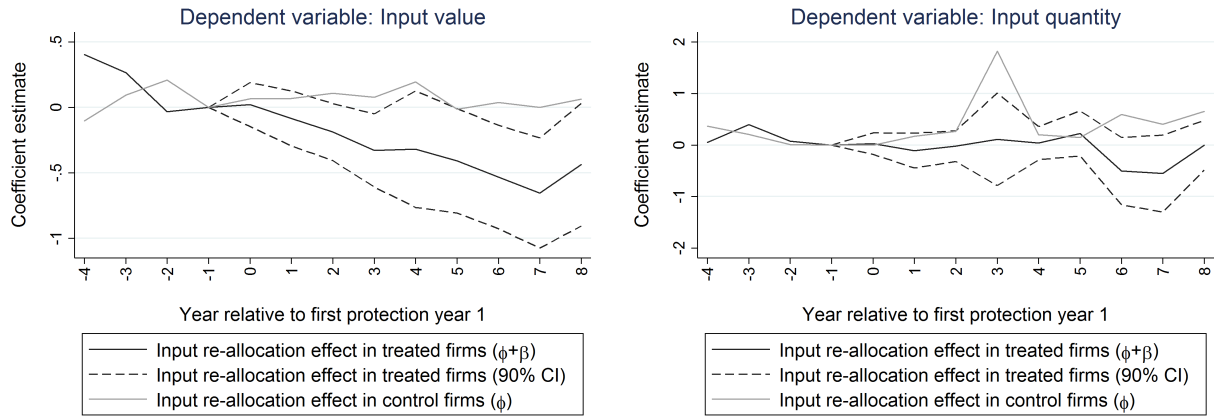 Dependent variable: Input value
Coefficient estimate
.5
0
-.5
-1
-4 -3 -2 -1 0 1 2 3 4 5 6 7 8
Year relative to first protection year 1
Input re-allocation effect in treated firms (ϕ+β)
Input re-allocation effect in treated firms (90% CI)
Input re-allocation effect in control firms (ϕ)
Dependent variable: Input quantity
Coefficient estimate
2
1
0
-1
-2
-4 -3 -2 -1 0 1 2 3 4 5 6 7 8
Year relative to first protection year 1
Input re-allocation effect in treated firms (ϕ+β)
Input re-allocation effect in treated firms (90% CI)
Input re-allocation effect in control firms (ϕ)